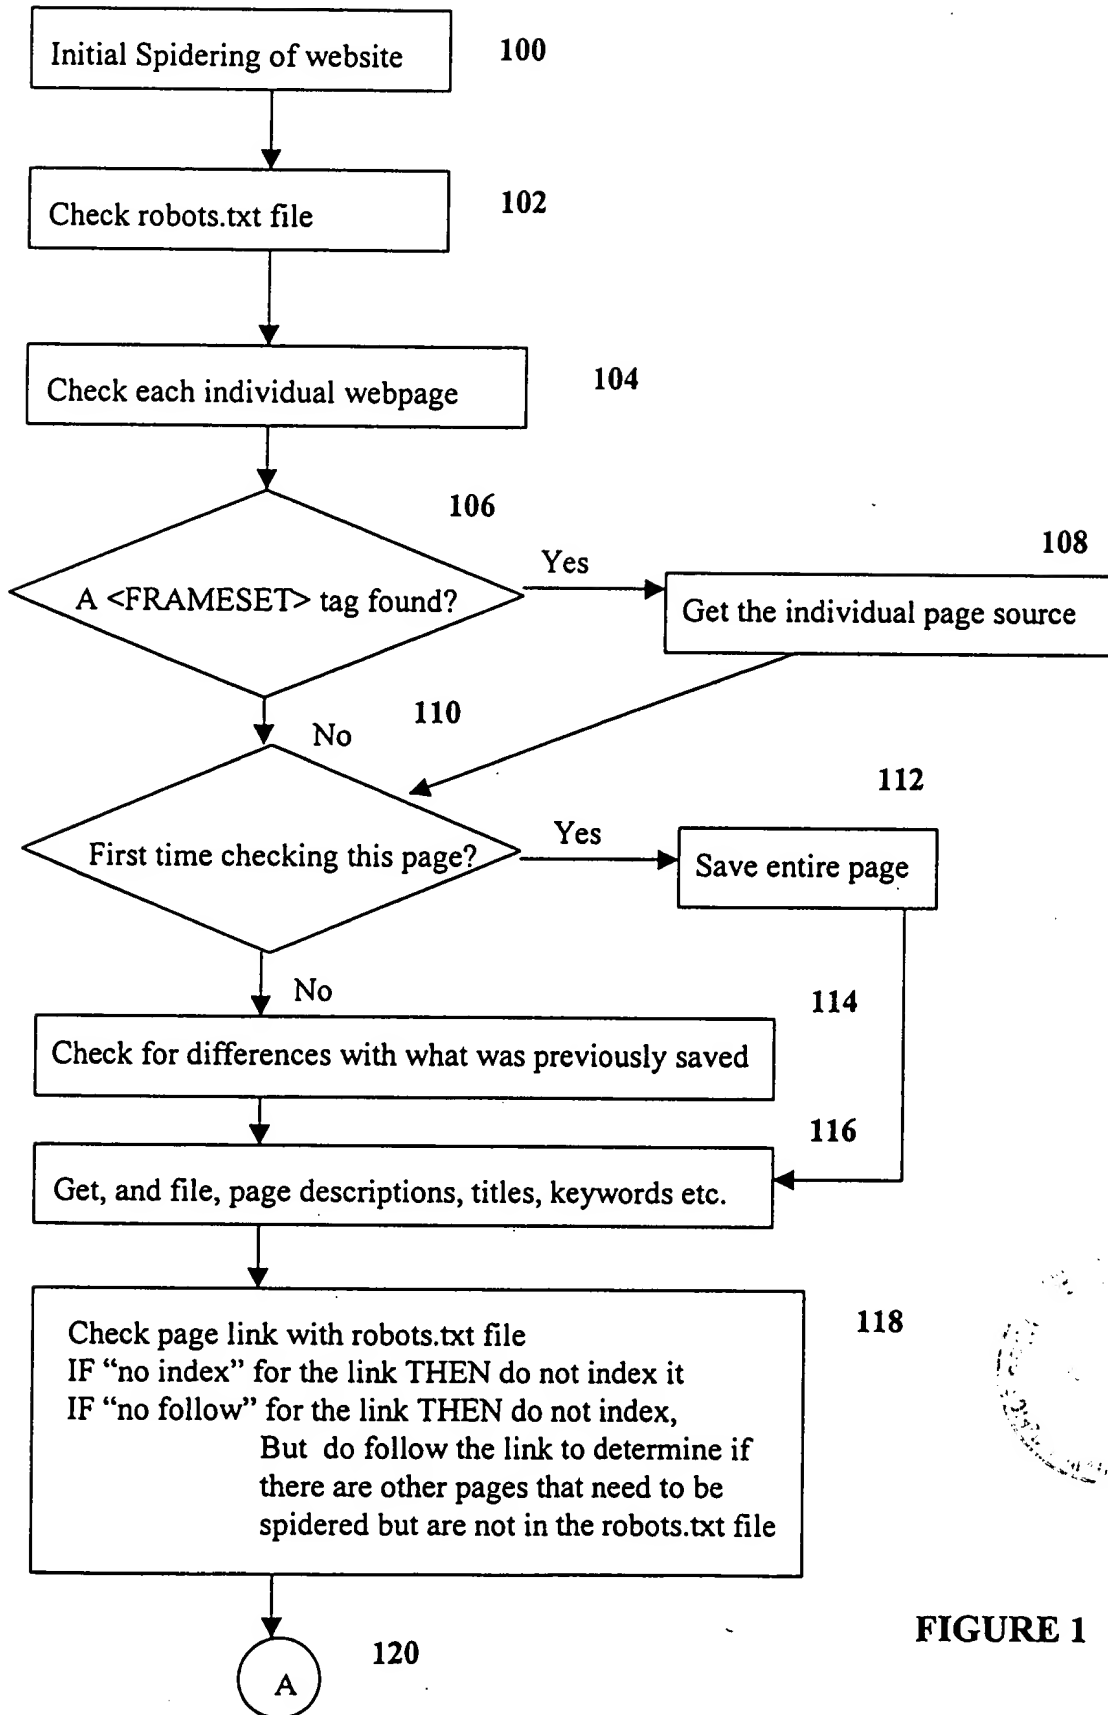 Initial Spidering of website 100
Check robots.txt file 102
Check each individual webpage 104
106
A <FRAMESET> tag found?
Yes
108
Get the individual page source
No
110
First time checking this page?
Yes
112
Save entire page
No
114
Check for differences with what was previously saved
116
Get, and file, page descriptions, titles, keywords etc.
118
Check page link with robots.txt file
IF “no index” for the link THEN do not index it
IF “no follow” for the link THEN do not index,
But do follow the link to determine if
there are other pages that need to be
spidered but are not in the robots.txt file
120
A
FIGURE 1